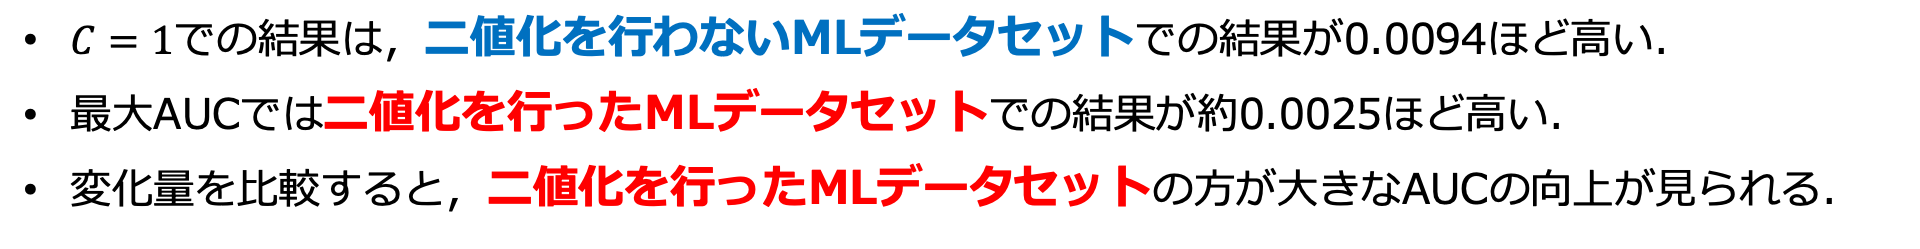 • C = 1での結果は，二値化を行わないMLデータセットでの結果が0.0094ほど高い．
• 最大AUCでは二値化を行ったMLデータセットでの結果が約0.0025ほど高い．
• 変化量を比較すると，二値化を行ったMLデータセットの方が大きなAUCの向上が見られる．